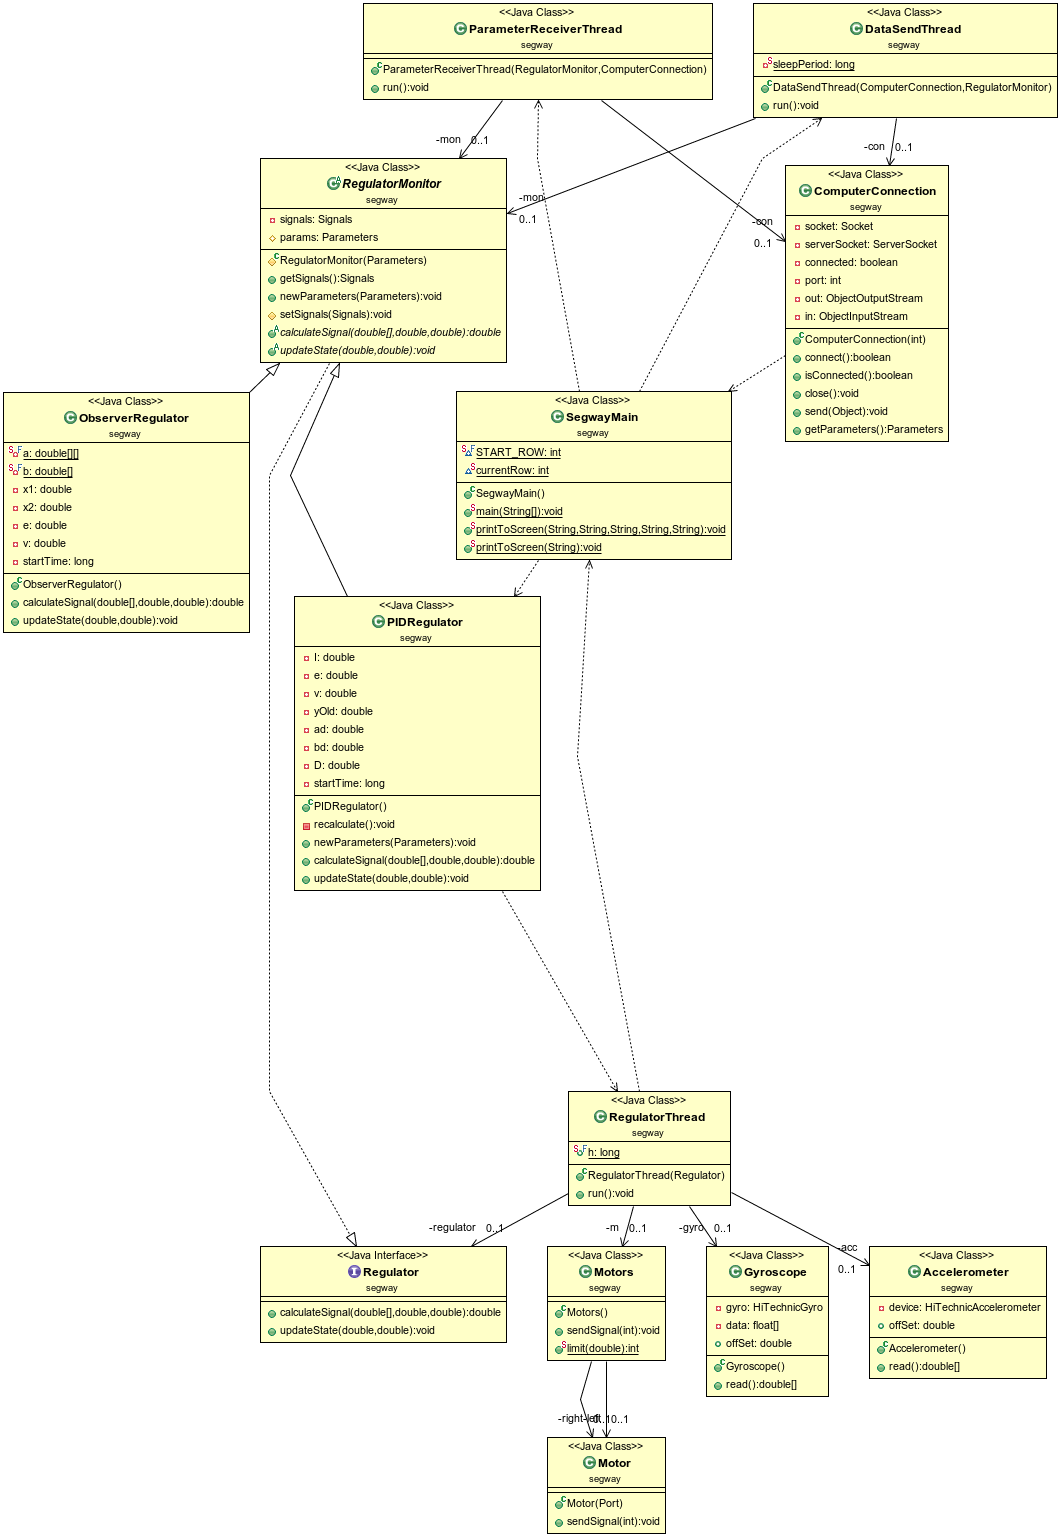 <<Java Class>>
ParameterReceiverThread
segway
ParameterReceiverThread(RegulatorMonitor,ComputerConnection)
run():void
<<Java Class>>
DataSendThread
segway
sleepPeriod: long
DataSendThread(ComputerConnection,RegulatorMonitor)
run():void
-mon
0..1
-con
0..1
<<Java Class>>
RegulatorMonitor
segway
signals: Signals
params: Parameters
RegulatorMonitor(Parameters)
getSignals():Signals
newParameters(Parameters):void
setSignals(Signals):void
calculateSignal(double[],double,double):double
updateState(double,double):void
-mon
0..1
-con
0..1
<<Java Class>>
ComputerConnection
segway
socket: Socket
serverSocket: ServerSocket
connected: boolean
port: int
out: ObjectOutputStream
in: ObjectInputStream
ComputerConnection(int)
connect():boolean
isConnected():boolean
close():void
send(Object):void
getParameters():Parameters
<<Java Class>>
ObserverRegulator
segway
a: double[][]
b: double[]
x1: double
x2: double
e: double
v: double
startTime: long
ObserverRegulator()
calculateSignal(double[],double,double):double
updateState(double,double):void
<<Java Class>>
SegwayMain
segway
START_ROW: int
currentRow: int
SegwayMain()
main(String[]):void
printToScreen(String,String,String,String,String):void
printToScreen(String):void
<<Java Class>>
PIDRegulator
segway
I: double
e: double
v: double
yOld: double
ad: double
bd: double
D: double
startTime: long
PIDRegulator()
recalculate():void
newParameters(Parameters):void
calculateSignal(double[],double,double):double
updateState(double,double):void
<<Java Class>>
RegulatorThread
segway
h: long
RegulatorThread(Regulator)
run():void
-regulator
0..1
-m
0..1
-gyro
0..1
-acc
0..1
<<Java Interface>>
Regulator
segway
calculateSignal(double[],double,double):double
updateState(double,double):void
<<Java Class>>
Motors
segway
Motors()
sendSignal(int):void
limit(double):int
<<Java Class>>
Gyroscope
segway
gyro: HiTechnicGyro
data: float[]
offSet: double
Gyroscope()
read():double[]
<<Java Class>>
Accelerometer
segway
device: HiTechnicAccelerometer
offSet: double
Accelerometer()
read():double[]
-right
-left
0..1
0..1
<<Java Class>>
Motor
segway
Motor(Port)
sendSignal(int):void